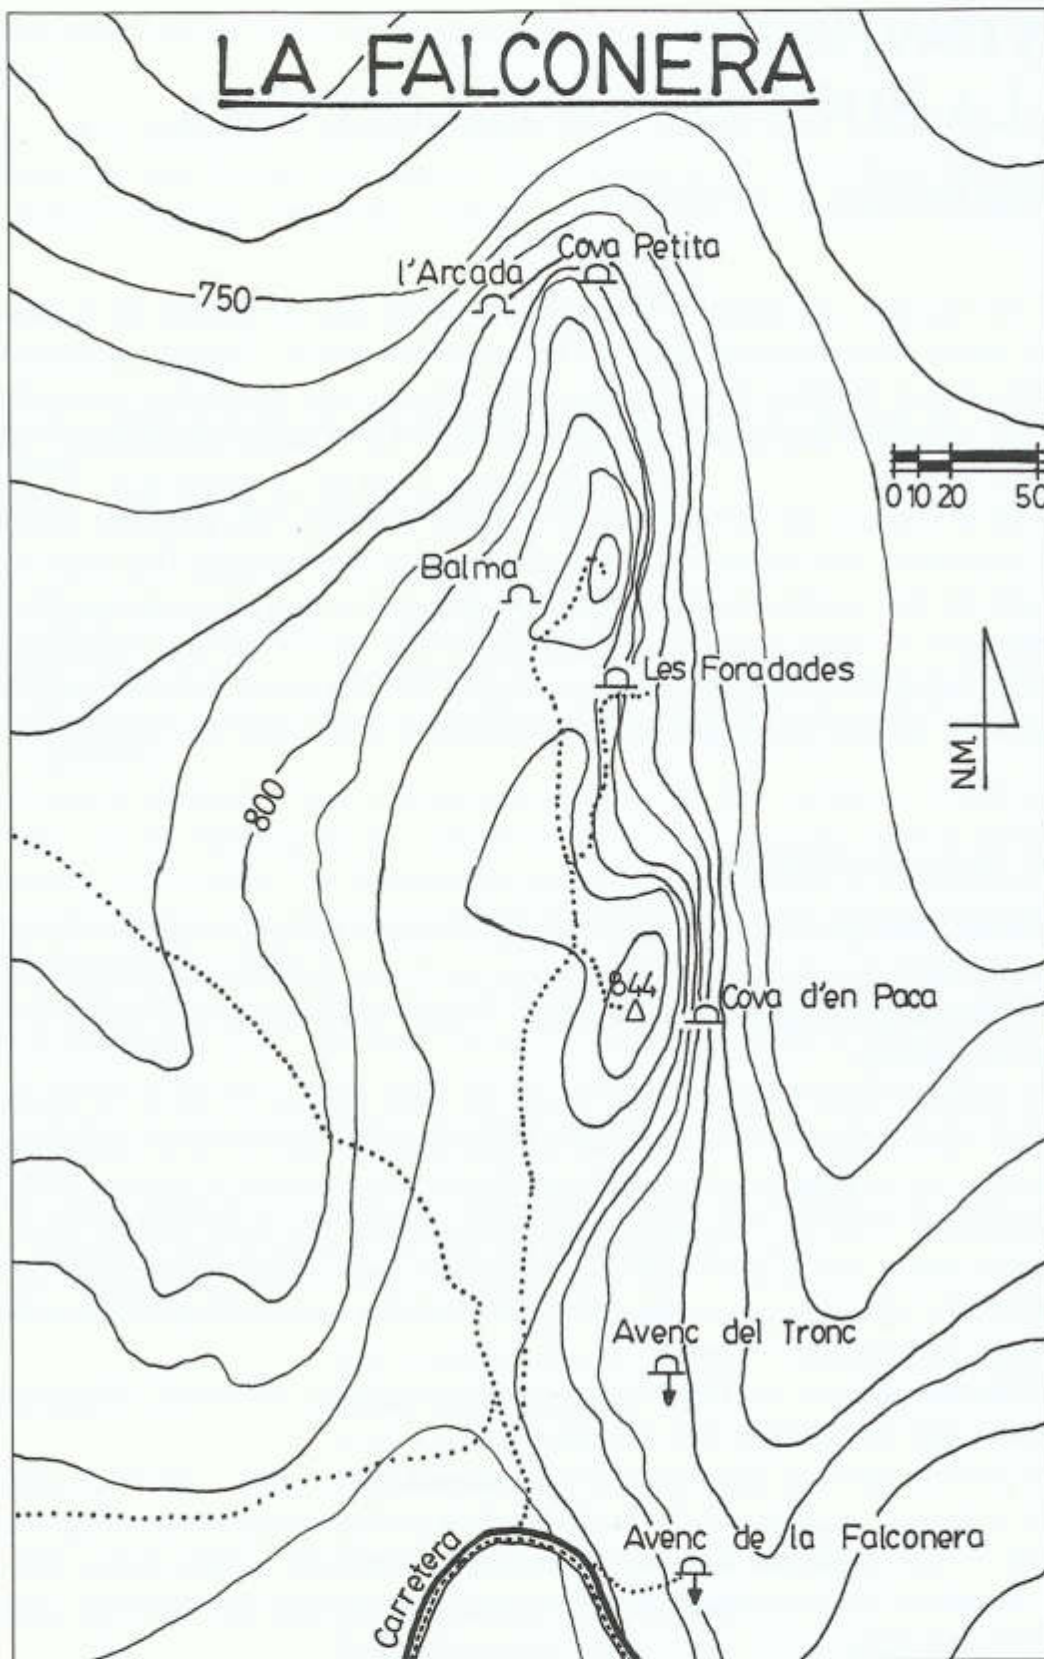 LA FALCONERA
Cova Petita
l'Arcada
750
0 10 20 50
Balma
Les Foradades
N.M.
800
844
Cova d'en Paca
Avenc del Tronc
Avenc de la Falconera
Carretera